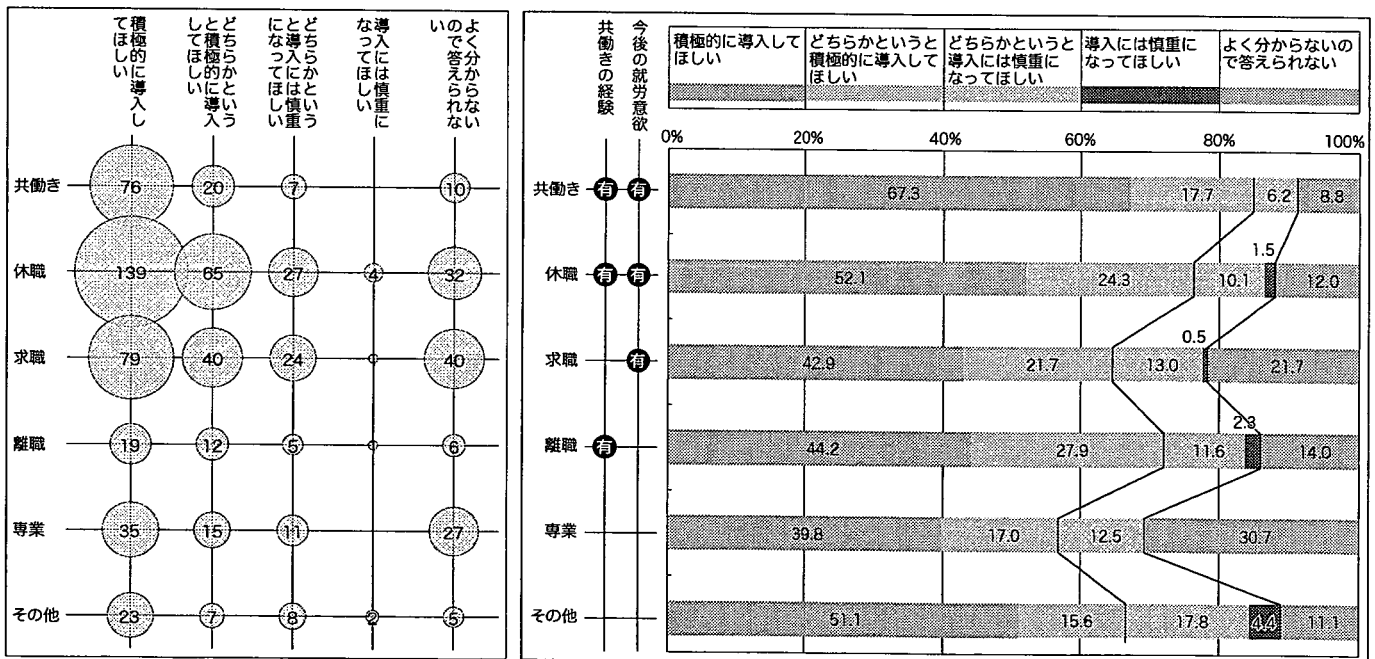 積極的に導入し
てほしい
どちらかという
と積極的に導入
してほしい
どちらかという
と導入には慎重
になってほしい
導入には慎重に
なってほしい
よく分からない
ので答えられな
い
共働き
76
20
7
10
休職
139
65
27
4
32
求職
79
40
24
40
離職
19
12
5
6
専業
35
15
11
27
その他
23
7
8
2
5
共働きの経験
今後の就労意欲
積極的に導入して
ほしい
どちらかというと
積極的に導入して
ほしい
どちらかというと
導入には慎重に
なってほしい
導入には慎重に
なってほしい
よく分からないの
で答えられない
0%
20%
40%
60%
80%
100%
共働き
有
有
67.3
17.7
6.2
8.8
休職
有
有
52.1
24.3
10.1
1.5
12.0
求職
有
42.9
21.7
13.0
0.5
21.7
離職
有
44.2
27.9
11.6
2.3
14.0
専業
39.8
17.0
12.5
30.7
その他
51.1
15.6
17.8
4.4
11.1